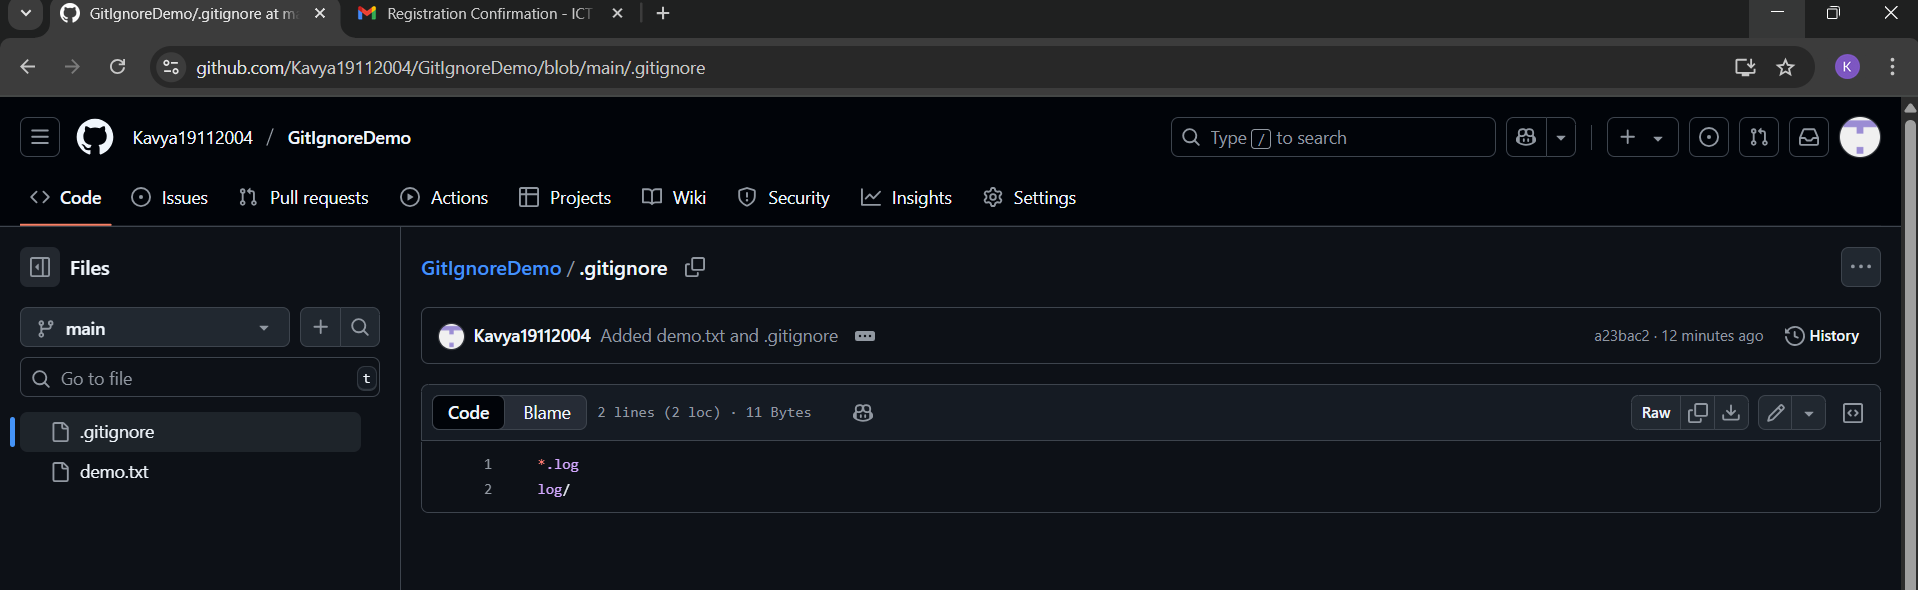 GitIgnoreDemo/.gitignore at m
Registration Confirmation - ICT
github.com/Kavya19112004/GitIgnoreDemo/blob/main/.gitignore
K
Kavya19112004 / GitIgnoreDemo
Type / to search
Code
Issues
Pull requests
Actions
Projects
Wiki
Security
Insights
Settings
Files
main
Go to file
t
.gitignore
demo.txt
GitIgnoreDemo / .gitignore
Kavya19112004 Added demo.txt and .gitignore
a23bac2 · 12 minutes ago
History
Code
Blame
2 lines (2 loc) · 11 Bytes
Raw
1 *.log
2 log/